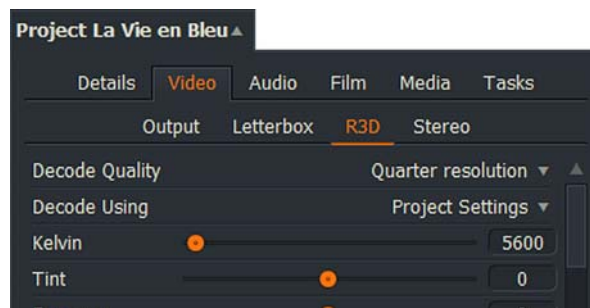 Project La Vie en Bleu
Details Video Audio Film Media Tasks
Output Letterbox R3D Stereo
Decode Quality Quarter resolution
Decode Using Project Settings
Kelvin 5600
Tint 0